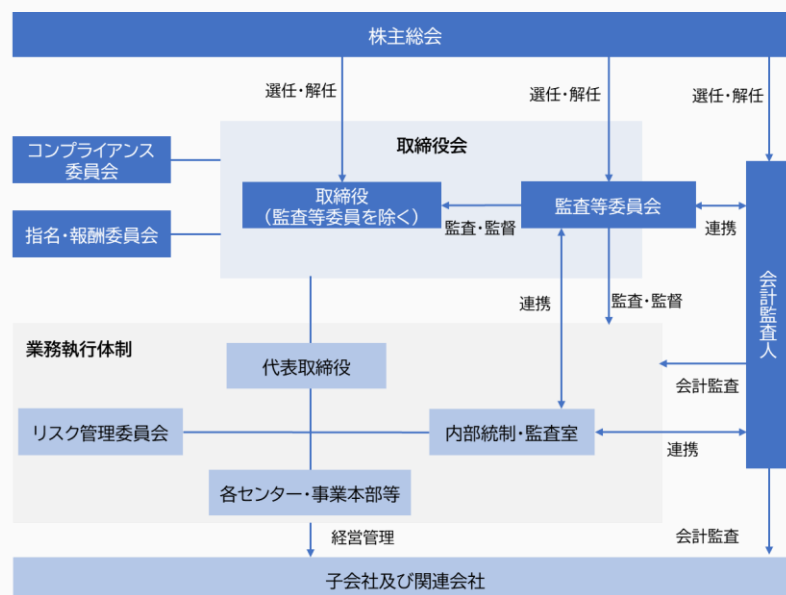 株主総会
選任・解任
選任・解任
選任・解任
コンプライアンス
委員会
取締役会
取締役
（監査等委員を除く）
監査・監督
監査等委員会
連携
指名・報酬委員会
会計監査人
連携
監査・監督
業務執行体制
代表取締役
会計監査
リスク管理委員会
内部統制・監査室
連携
各センター・事業本部等
経営管理
会計監査
子会社及び関連会社